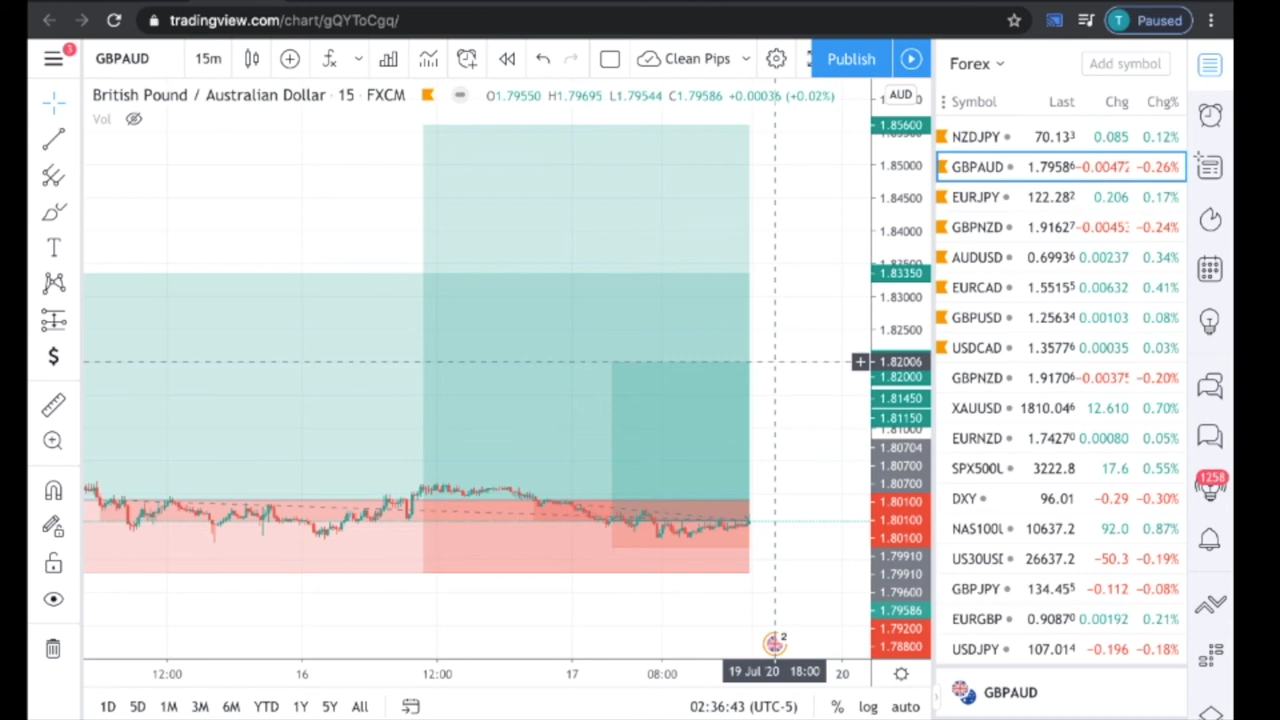 tradingview.com/chart/gQYToCgq/
T Paused
3
GBPAUD 15m Clean Pips Publish
British Pound / Australian Dollar · 15 · FXCM O1.79550 H1.79695 L1.79544 C1.79586 +0.00036 (+0.02%)
Vol
AUD
1.85600
1.85000
1.84500
1.84000
1.83350
1.83000
1.82500
1.82006
1.82000
1.81450
1.81150
1.81000
1.80704
1.80700
1.80700
1.80100
1.80100
1.80100
1.79910
1.79910
1.79600
1.79586
1.79200
1.78800
2
12:00 16 12:00 17 08:00 19 Jul '20 18:00 20
1D 5D 1M 3M 6M YTD 1Y 5Y All 02:36:43 (UTC-5) % log auto
Forex Add symbol
Symbol Last Chg Chg%
NZDJPY 70.133 0.085 0.12%
GBPAUD 1.79586 -0.00472 -0.26%
EURJPY 122.282 0.206 0.17%
GBPNZD 1.91627 -0.0045 -0.24%
AUDUSD 0.69936 0.00237 0.34%
EURCAD 1.55155 0.00632 0.41%
GBPUSD 1.25634 0.00103 0.08%
USDCAD 1.35776 0.00035 0.03%
GBPNZD 1.91706 -0.0037 -0.20%
XAUUSD 1810.046 12.610 0.70%
EURNZD 1.74270 0.00080 0.05%
SPX500U 3222.8 17.6 0.55%
DXY 96.01 -0.29 -0.30%
NAS100U 10637.2 92.0 0.87%
US30USD 26637.2 -50.3 -0.19%
GBPJPY 134.455 -0.112 -0.08%
EURGBP 0.90870 0.00192 0.21%
USDJPY 107.014 -0.196 -0.18%
GBPAUD
1258